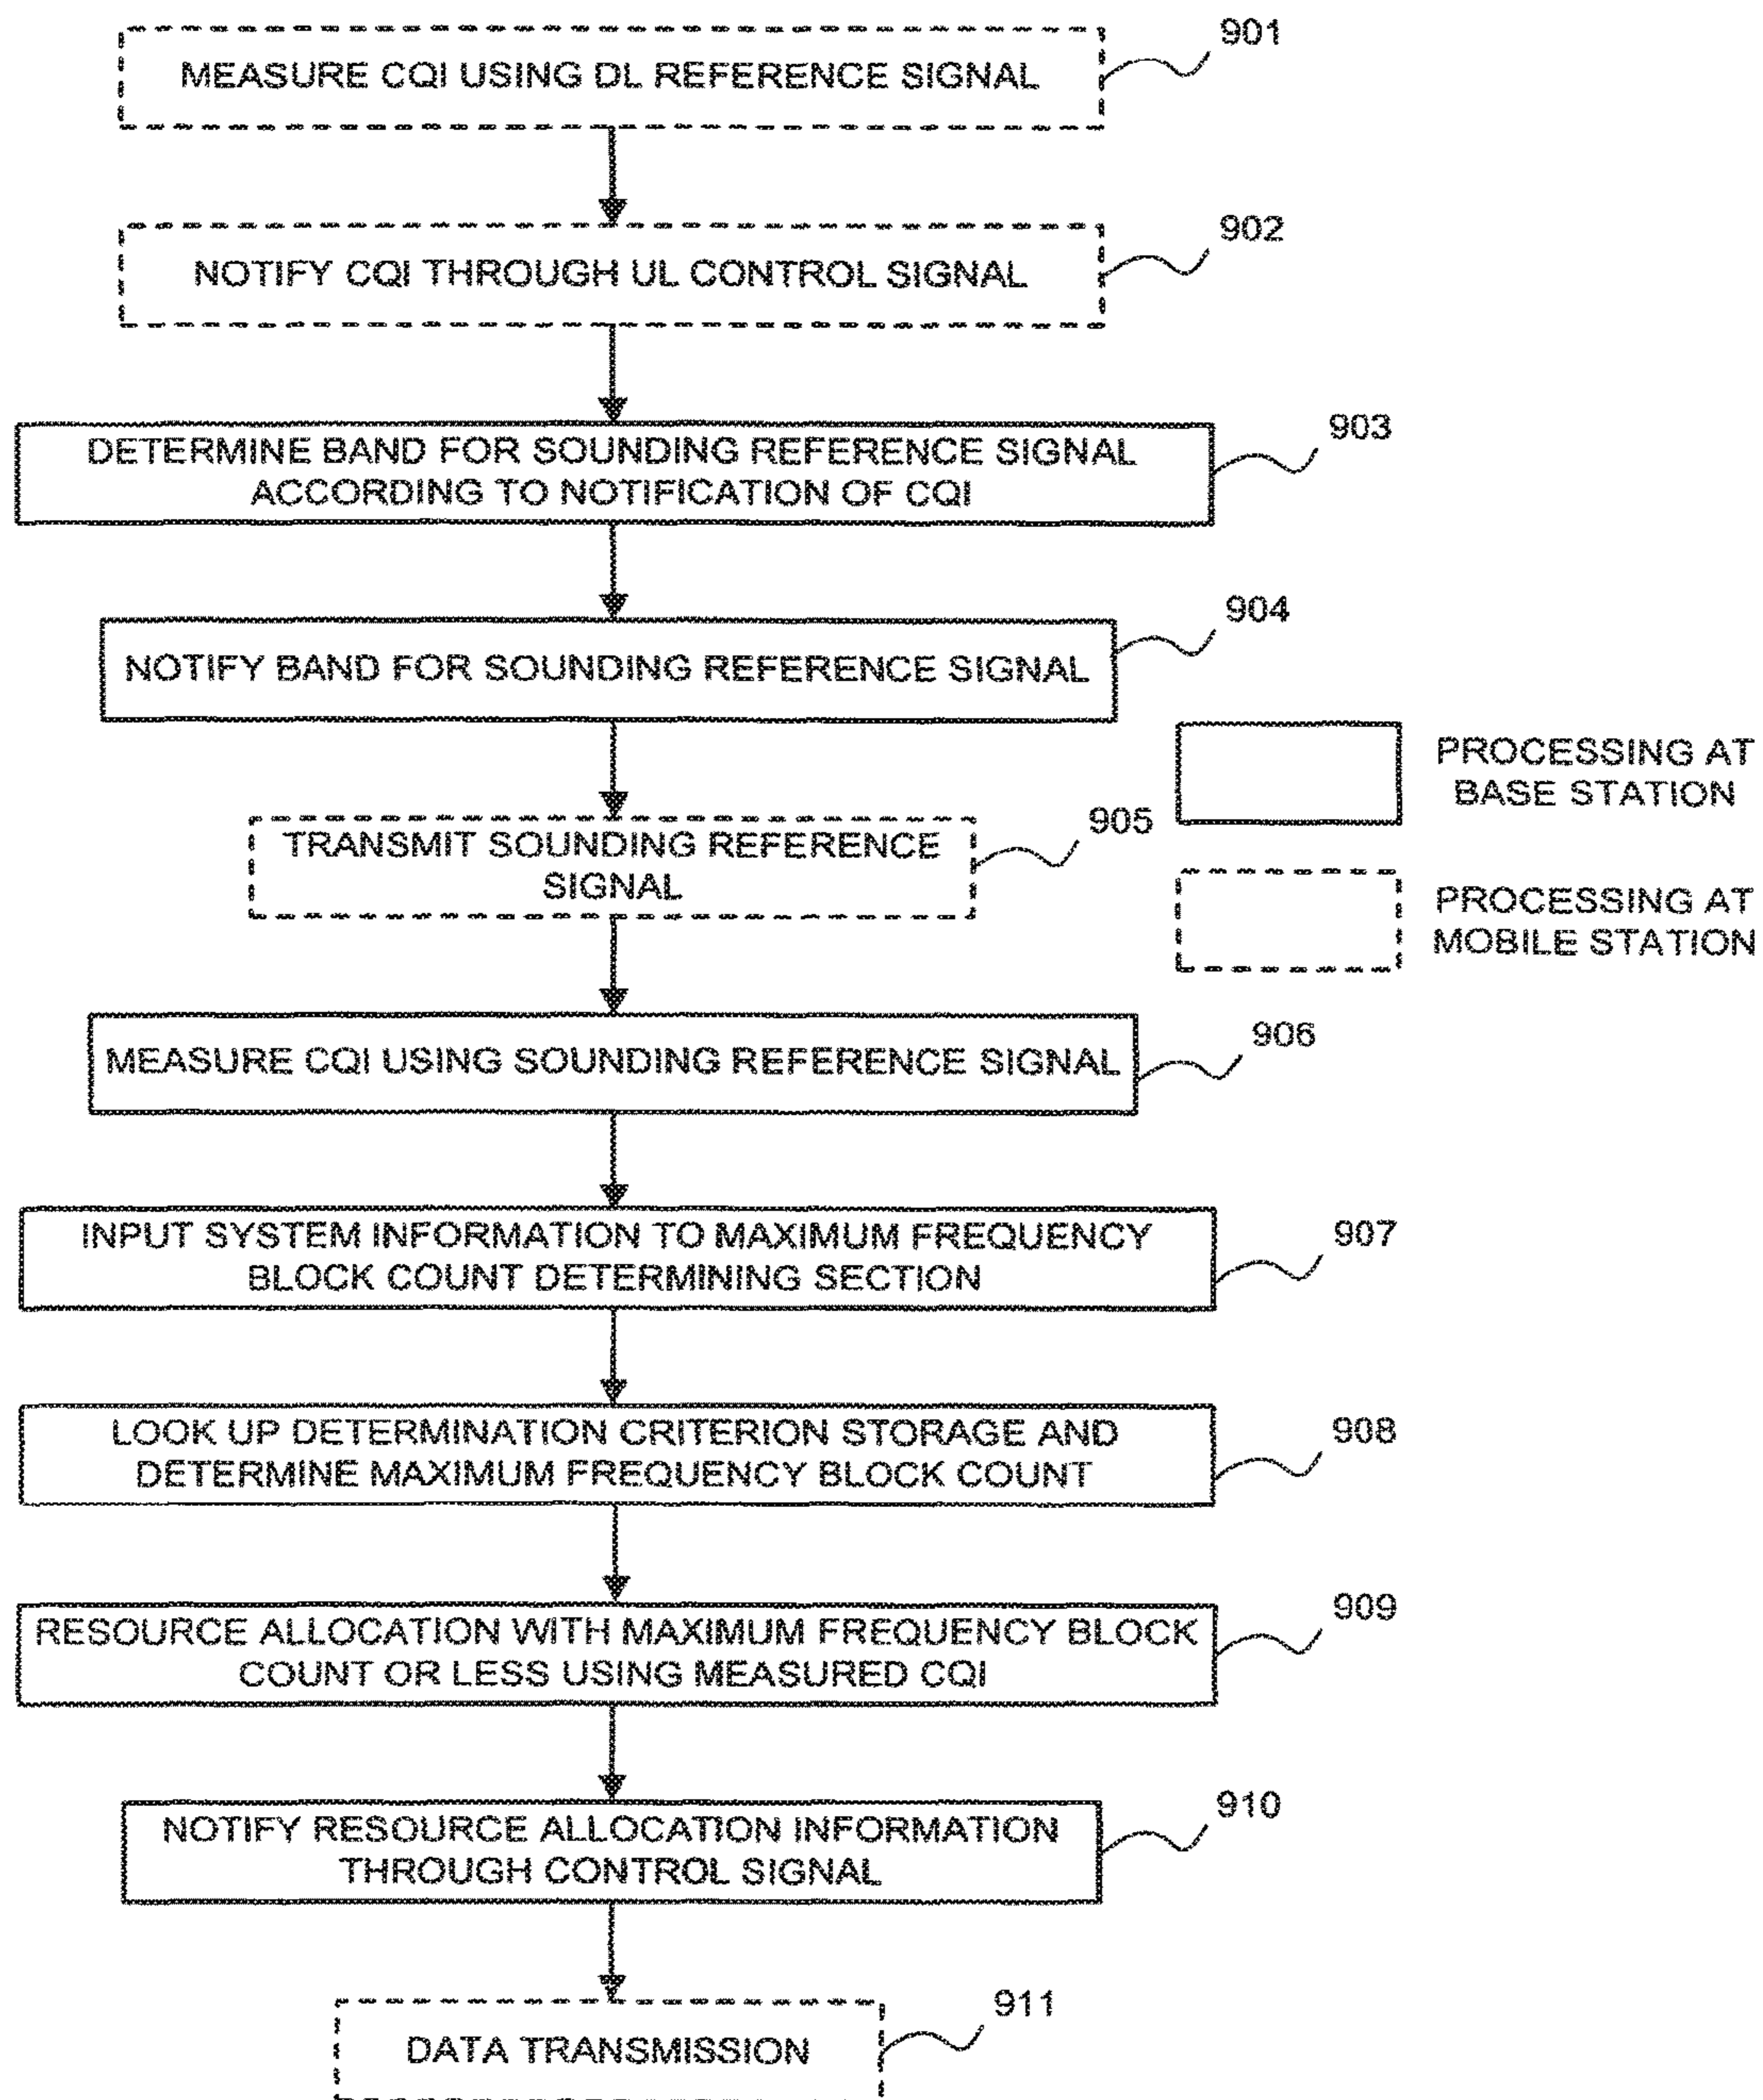 901
MEASURE CQI USING DL REFERENCE SIGNAL
902
NOTIFY CQI THROUGH UL CONTROL SIGNAL
903
DETERMINE BAND FOR SOUNDING REFERENCE SIGNAL
ACCORDING TO NOTIFICATION OF CQI
904
NOTIFY BAND FOR SOUNDING REFERENCE SIGNAL
PROCESSING AT
BASE STATION
905
TRANSMIT SOUNDING REFERENCE
SIGNAL
PROCESSING AT
MOBILE STATION
906
MEASURE CQI USING SOUNDING REFERENCE SIGNAL
907
INPUT SYSTEM INFORMATION TO MAXIMUM FREQUENCY
BLOCK COUNT DETERMINING SECTION
908
LOOK UP DETERMINATION CRITERION STORAGE AND
DETERMINE MAXIMUM FREQUENCY BLOCK COUNT
909
RESOURCE ALLOCATION WITH MAXIMUM FREQUENCY BLOCK
COUNT OR LESS USING MEASURED CQI
910
NOTIFY RESOURCE ALLOCATION INFORMATION
THROUGH CONTROL SIGNAL
911
DATA TRANSMISSION